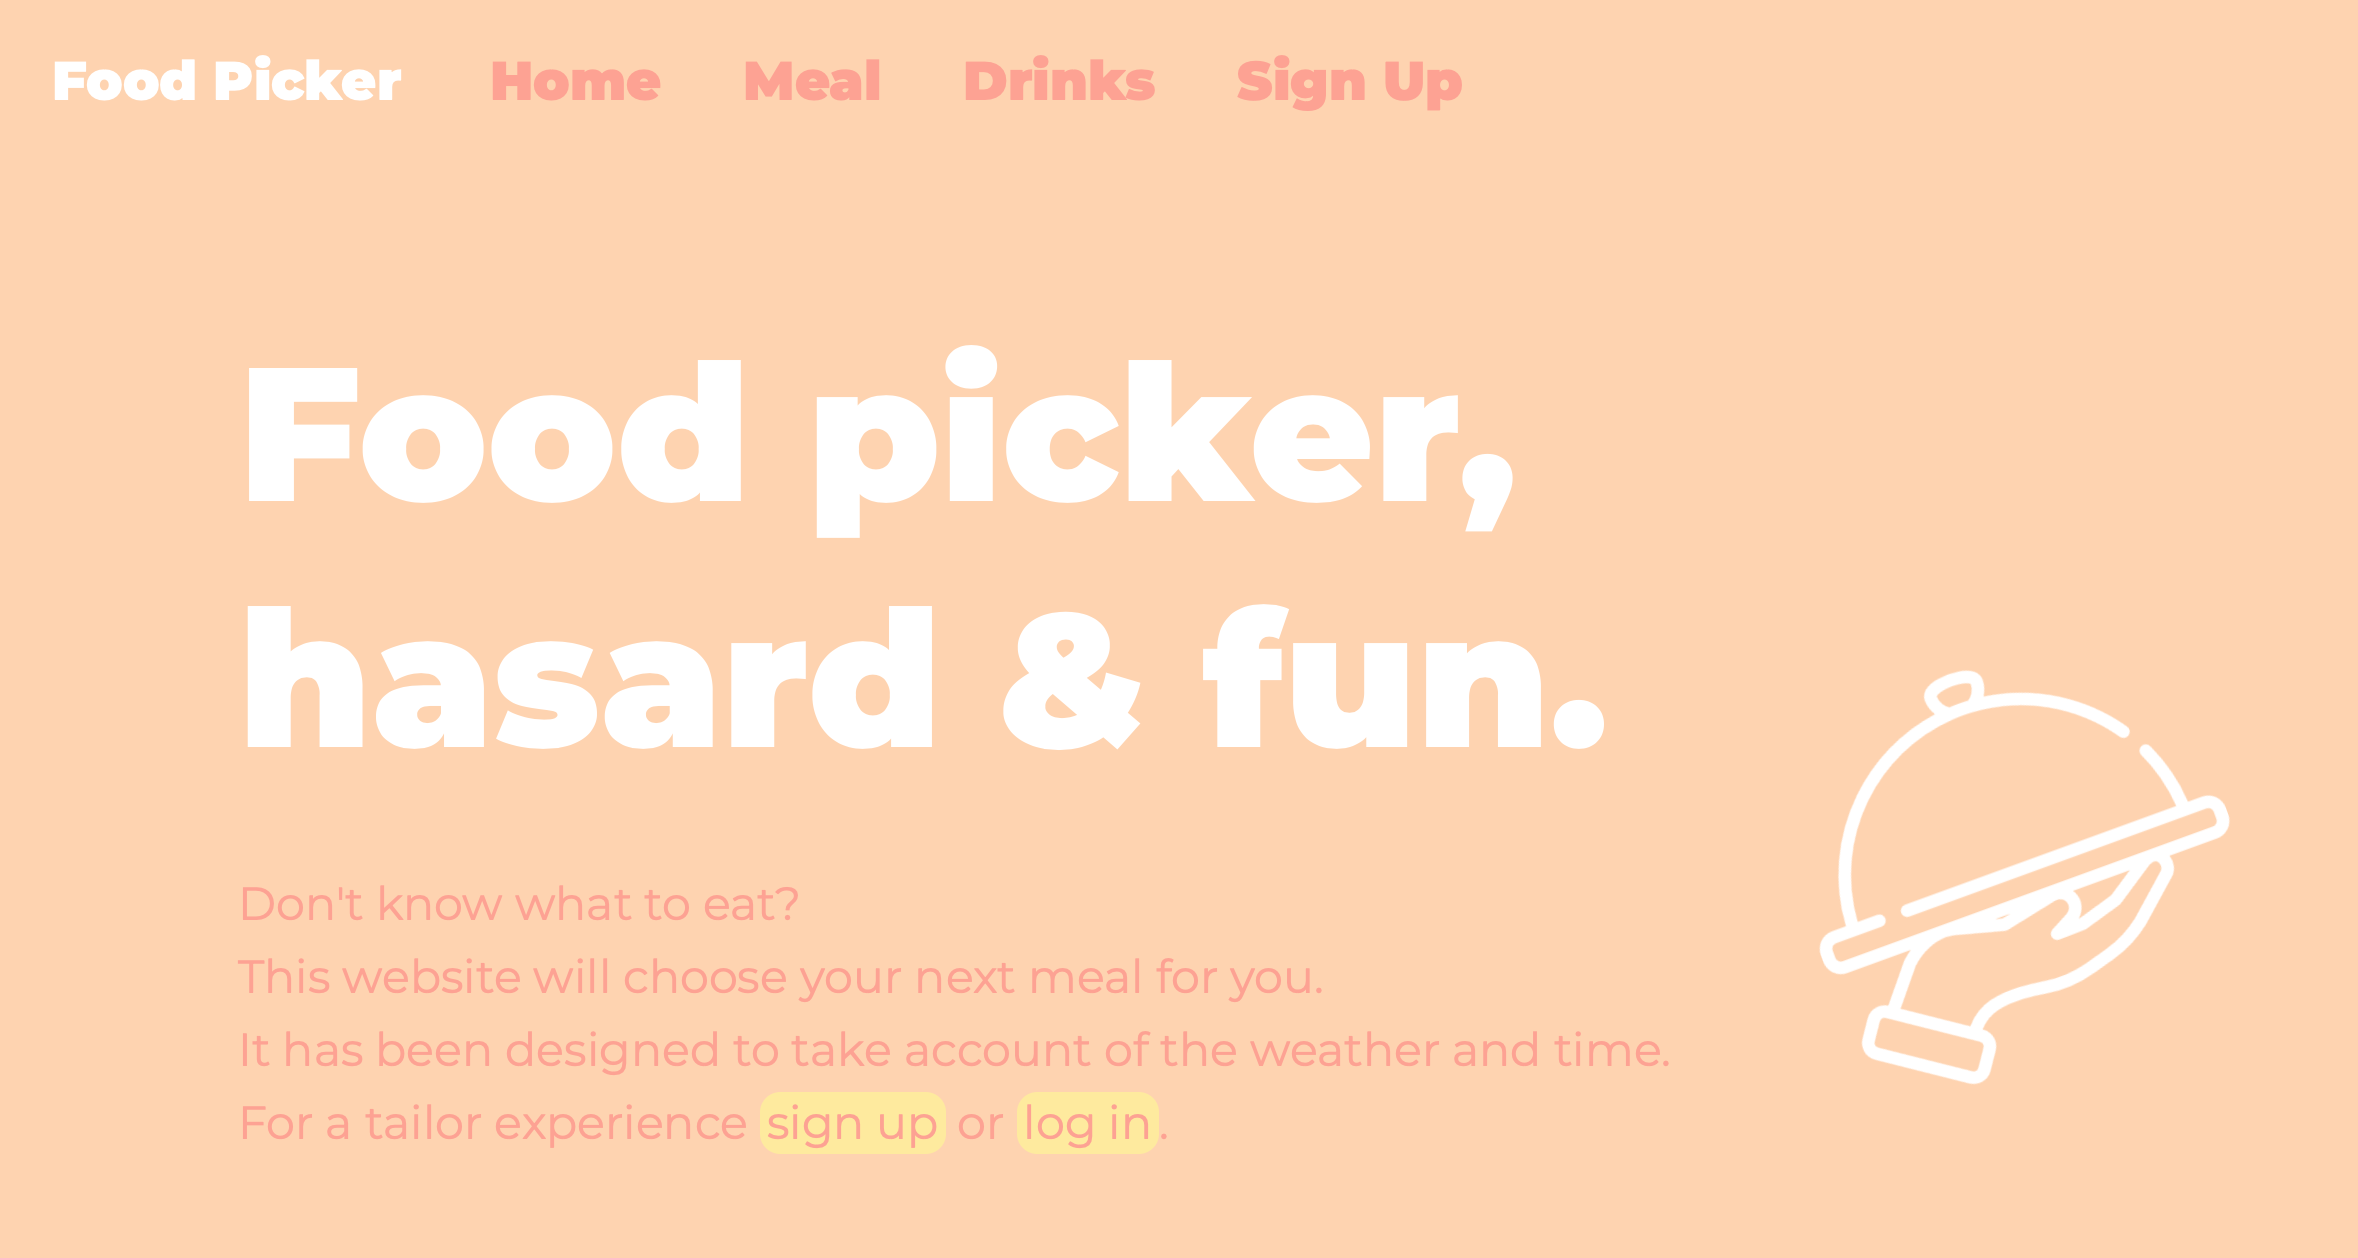 Food Picker Home Meal Drinks Sign Up
Food picker,
hasard & fun.
Don't know what to eat?
This website will choose your next meal for you.
It has been designed to take account of the weather and time.
For a tailor experience sign up or log in.